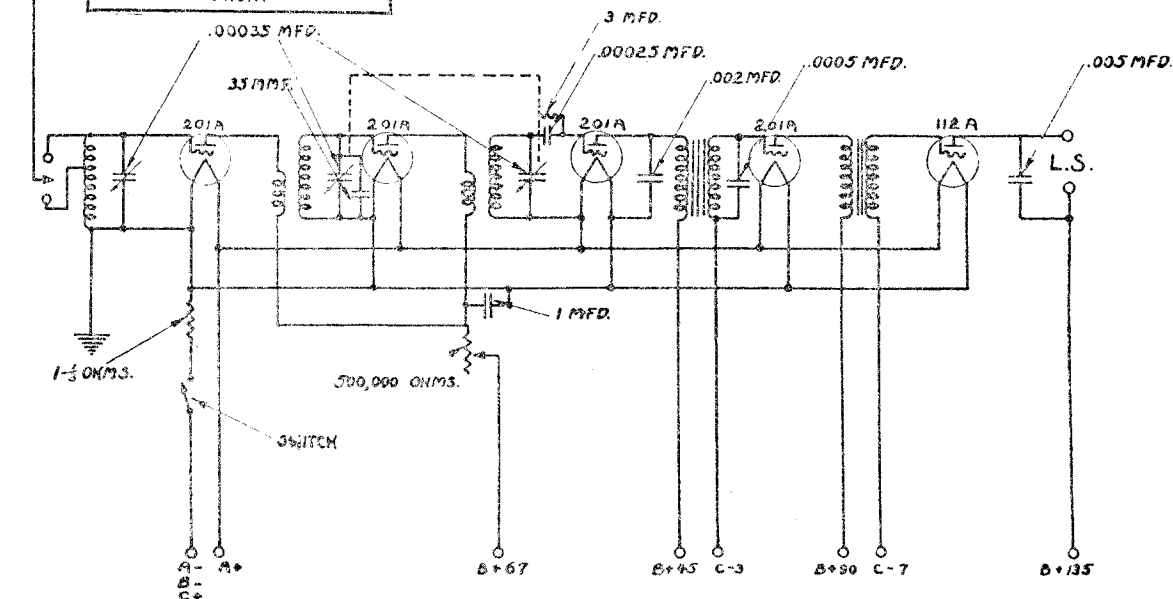 3 MFD.
.00035 MFD.
.00025 MFD.
.0005 MFD.
.005 MFD.
.002 MFD.
35 MMF.
201A
201A
201A
201A
112A
L.S.
1 MFD.
1-½ OHMS.
500,000 OHMS.
SWITCH
A-
A+
B+67
B+45
C-3
B+90
C-7
B+135
B-
C+